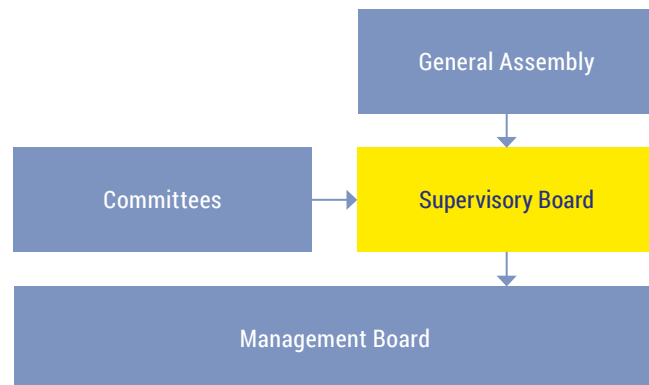 General Assembly
Committees
Supervisory Board
Management Board